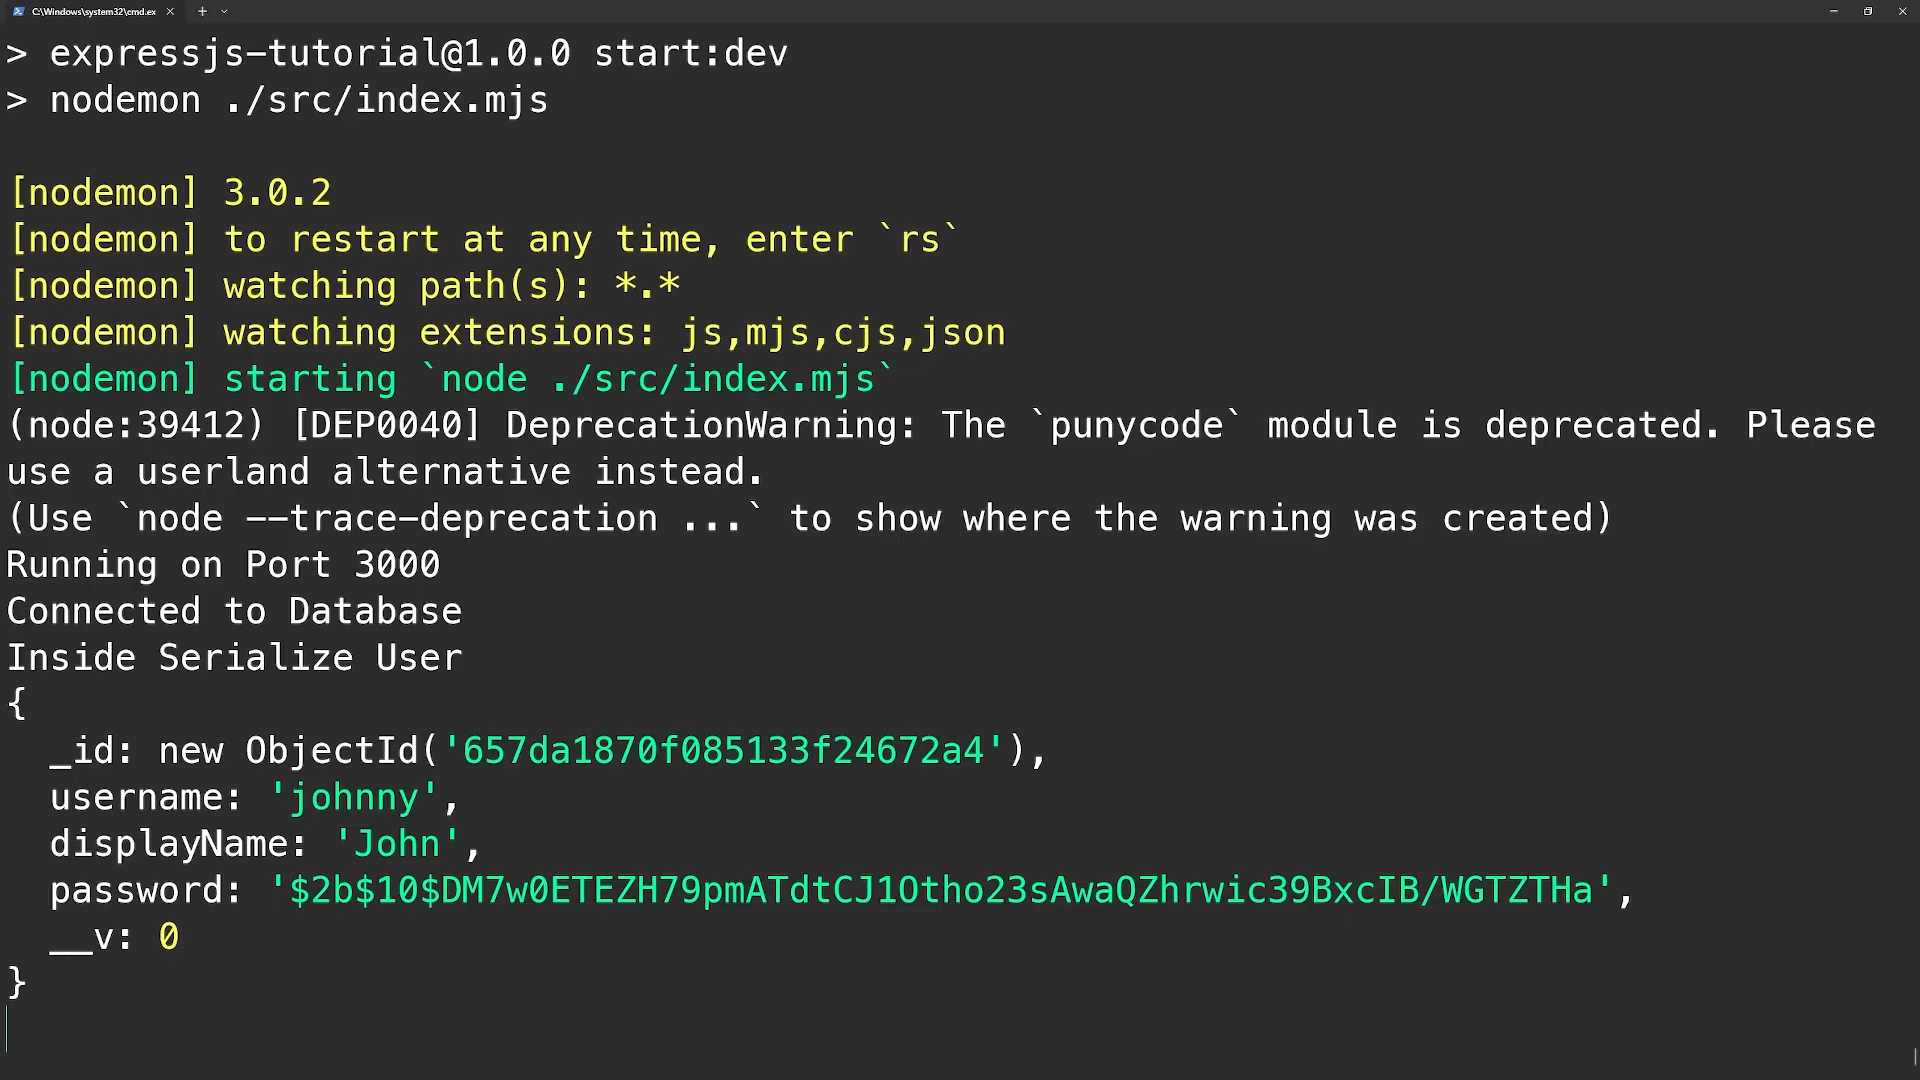 C:\Windows\system32\cmd.ex
> expressjs-tutorial@1.0.0 start:dev
> nodemon ./src/index.mjs
[nodemon] 3.0.2
[nodemon] to restart at any time, enter `rs`
[nodemon] watching path(s): *.*
[nodemon] watching extensions: js,mjs,cjs,json
[nodemon] starting `node ./src/index.mjs`
(node:39412) [DEP0040] DeprecationWarning: The `punycode` module is deprecated. Please
use a userland alternative instead.
(Use `node --trace-deprecation ...` to show where the warning was created)
Running on Port 3000
Connected to Database
Inside Serialize User
{
  _id: new ObjectId('657da1870f085133f24672a4'),
  username: 'johnny',
  displayName: 'John',
  password: '$2b$10$DM7w0ETEZH79pmATdtCJ1Otho23sAwaQZhrwic39BxcIB/WGTZTHa',
  __v: 0
}